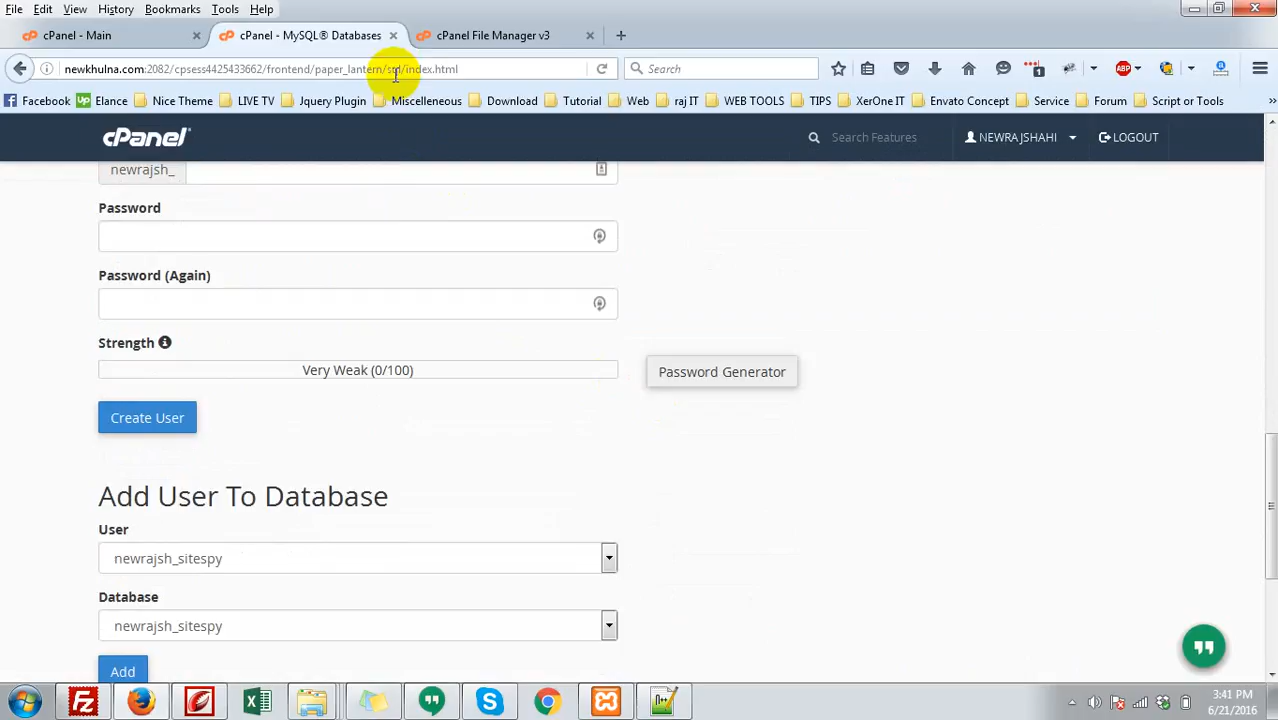 File Edit View History Bookmarks Tools Help
cPanel - Main
cPanel - MySQL® Databases
cPanel File Manager v3
newkhulna.com:2082/cpsess4425433662/frontend/paper_lantern/sql/index.html
Search
Facebook Elance Nice Theme LIVE TV Jquery Plugin Miscelleneous Download Tutorial Web raj IT WEB TOOLS TIPS XerOne IT Envato Concept Service Forum Script or Tools
cPanel Search Features NEWRAJSHAHI LOGOUT
newrajsh_
Password
Password (Again)
Strength
Very Weak (0/100)
Password Generator
Create User
Add User To Database
User
newrajsh_sitespy
Database
newrajsh_sitespy
Add
3:41 PM
6/21/2016